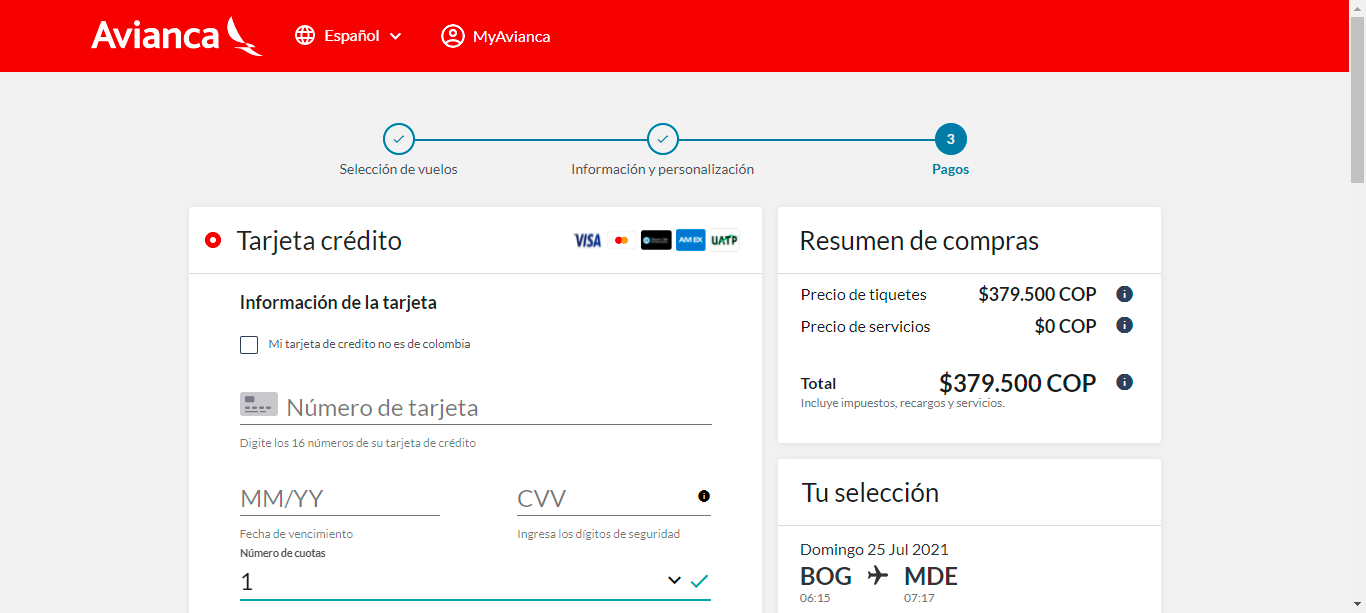 Avianca
Español
MyAvianca
3
Selección de vuelos
Información y personalización
Pagos
Tarjeta crédito
VISA
AM EX
UATP
Información de la tarjeta
Mi tarjeta de credito no es de colombia
Número de tarjeta
Digite los 16 números de su tarjeta de crédito
MM/YY
CVV
Fecha de vencimiento
Ingresa los dígitos de seguridad
Número de cuotas
1
Resumen de compras
Precio de tiquetes $379.500 COP
Precio de servicios $0 COP
Total $379.500 COP
Incluye impuestos, recargos y servicios.
Tu selección
Domingo 25 Jul 2021
BOG MDE
06:15 07:17